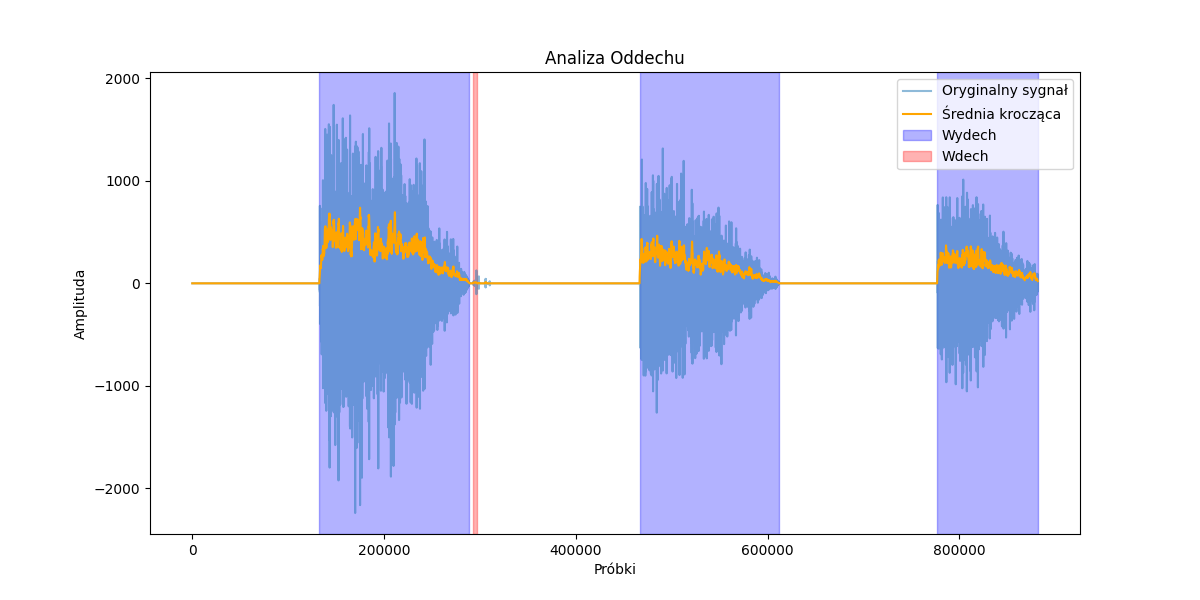 Analiza Oddechu
2000
1000
0
−1000
−2000
Amplituda
Oryginalny sygnał
Średnia krocząca
Wydech
Wdech
0
200000
400000
600000
800000
Próbki